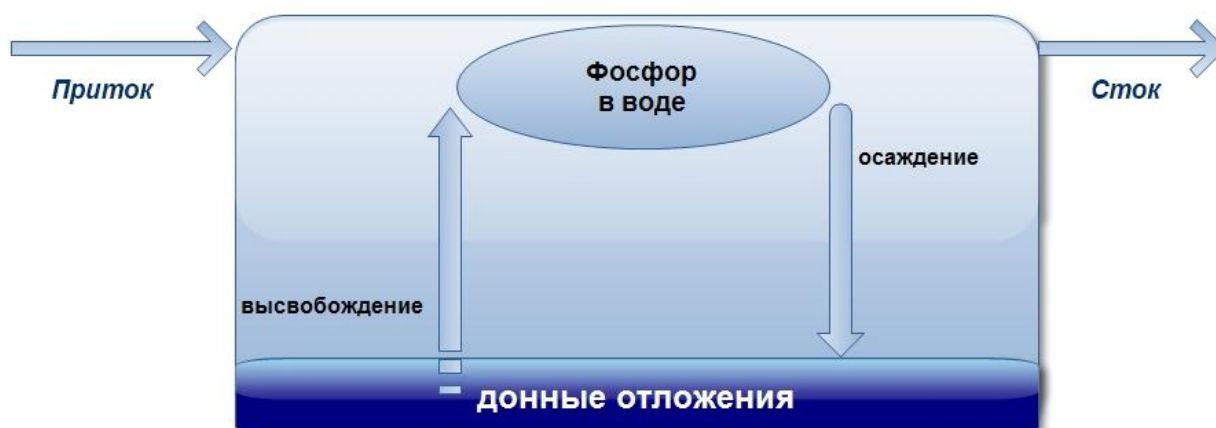 Фосфор
в воде
Приток
Сток
осаждение
высвобождение
донные отложения